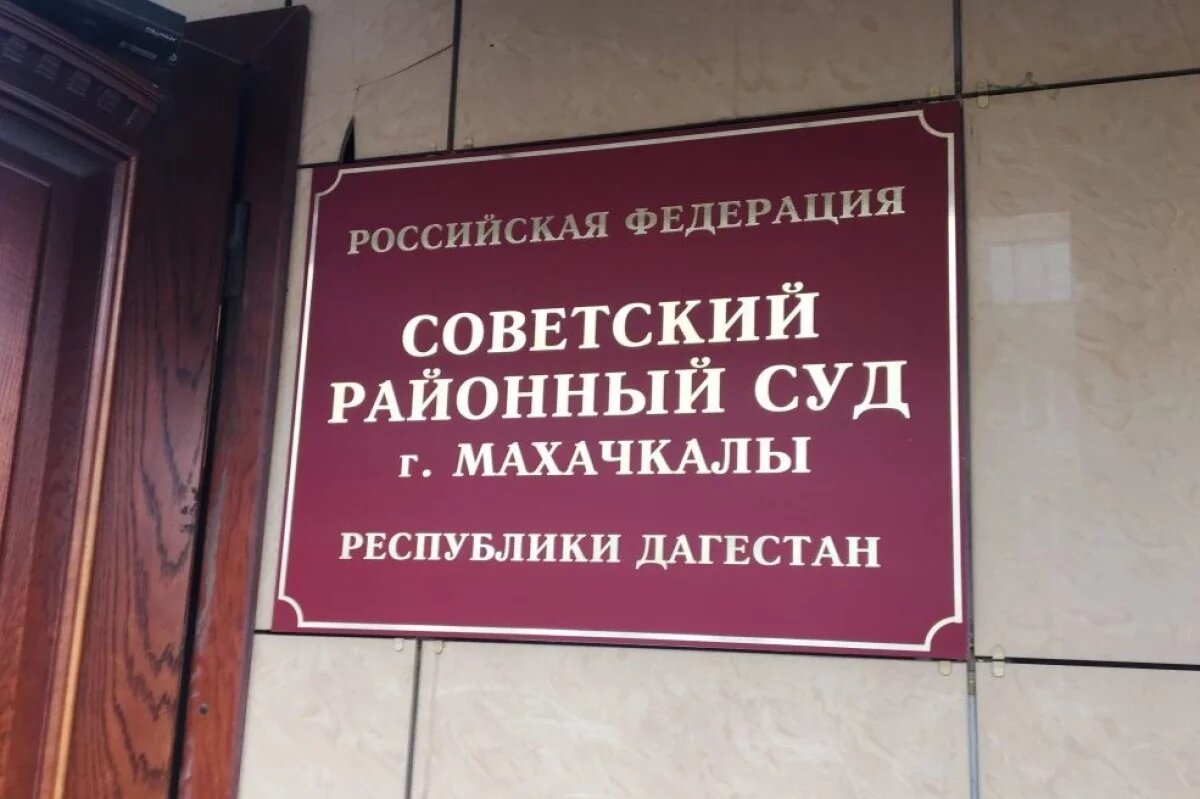 РОССИЙСКАЯ ФЕДЕРАЦИЯ
СОВЕТСКИЙ
РАЙОННЫЙ СУД
г. МАХАЧКАЛЫ
РЕСПУБЛИКИ ДАГЕСТАН